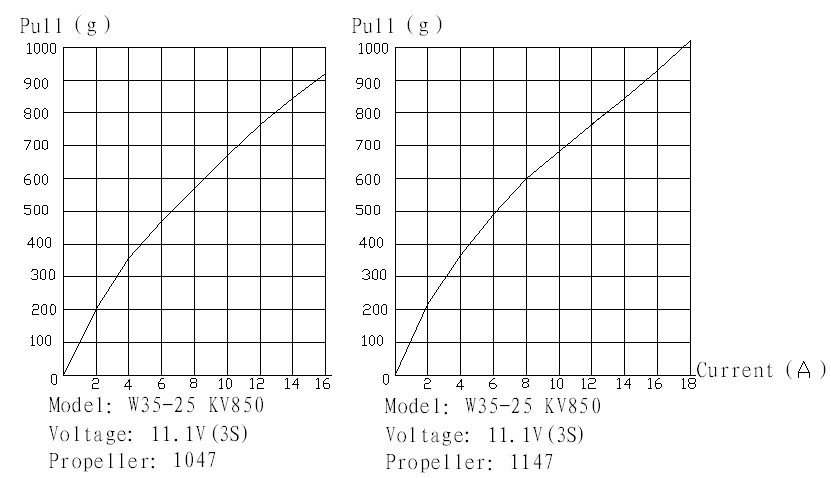 Pull (g)
1000
900
800
700
600
500
400
300
200
100
0
2 4 6 8 10 12 14 16
Model: W35-25 KV850
Voltage: 11.1V(3S)
Propeller: 1047
Pull (g)
1000
900
800
700
600
500
400
300
200
100
0
2 4 6 8 10 12 14 16 18
Current (A)
Model: W35-25 KV850
Voltage: 11.1V(3S)
Propeller: 1147